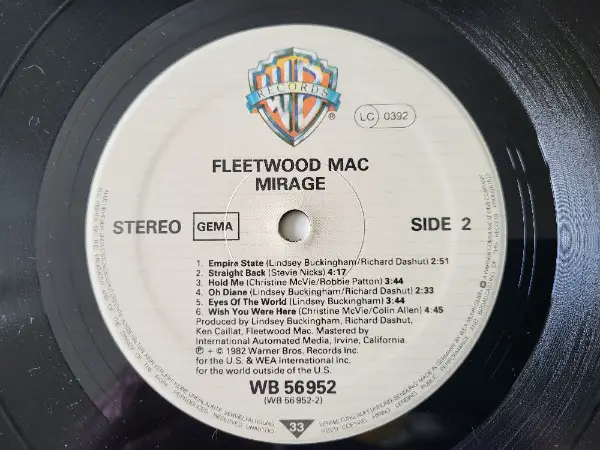 WB
RECORDS
®
LC 0392
FLEETWOOD MAC
MIRAGE
STEREO GEMA SIDE 2
1. Empire State (Lindsey Buckingham/Richard Dashut) 2:51
2. Straight Back (Stevie Nicks) 4:17
3. Hold Me (Christine McVie/Robbie Patton) 3:44
4. Oh Diane (Lindsey Buckingham/Richard Dashut) 2:33
5. Eyes Of The World (Lindsey Buckingham) 3:44
6. Wish You Were Here (Christine McVie/Colin Allen) 4:45
Produced by Lindsey Buckingham, Richard Dashut,
Ken Caillat, Fleetwood Mac. Mastered by
International Automated Media, Irvine, California.
℗ + © 1982 Warner Bros. Records Inc.
for the U.S. & WEA International Inc.
for the world outside of the U.S.
WB 56952
(WB 56 952-2)
33